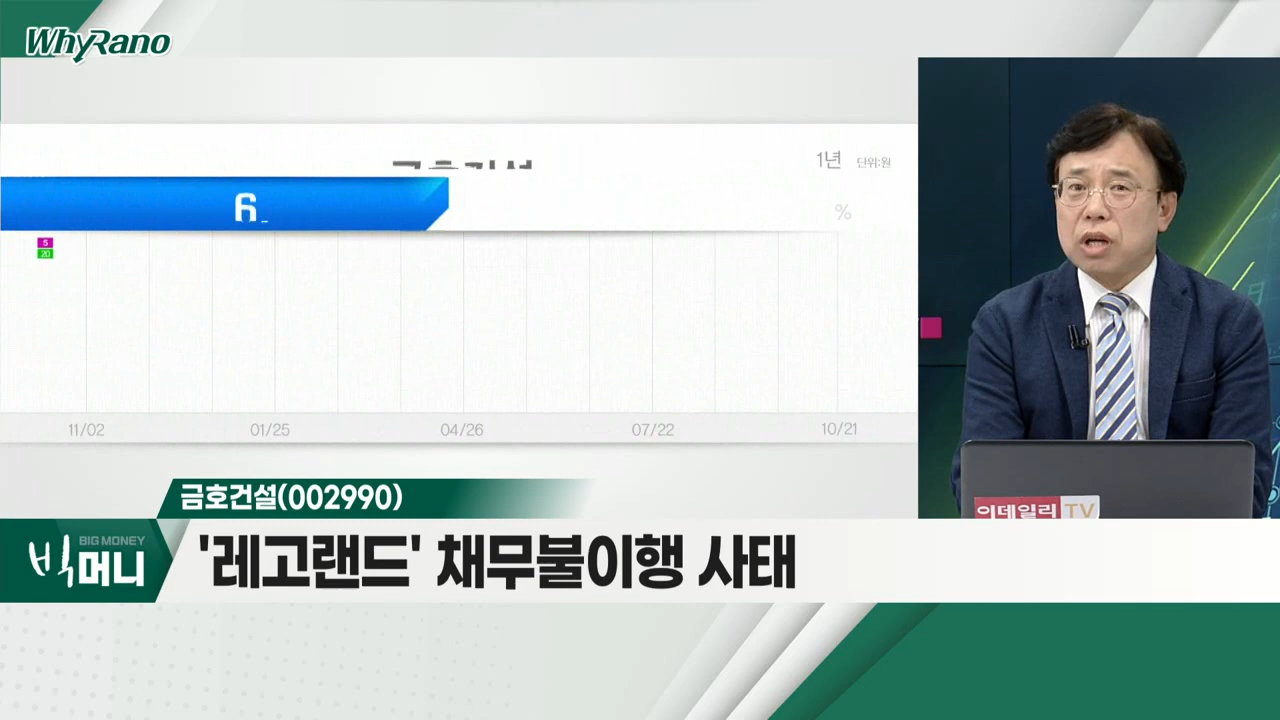 WhyRano
1년 단위:원
6
%
5
20
11/02 01/25 04/26 07/22 10/21
이데일리 TV
금호건설(002990)
BIG MONEY
빅머니
'레고랜드' 채무불이행 사태